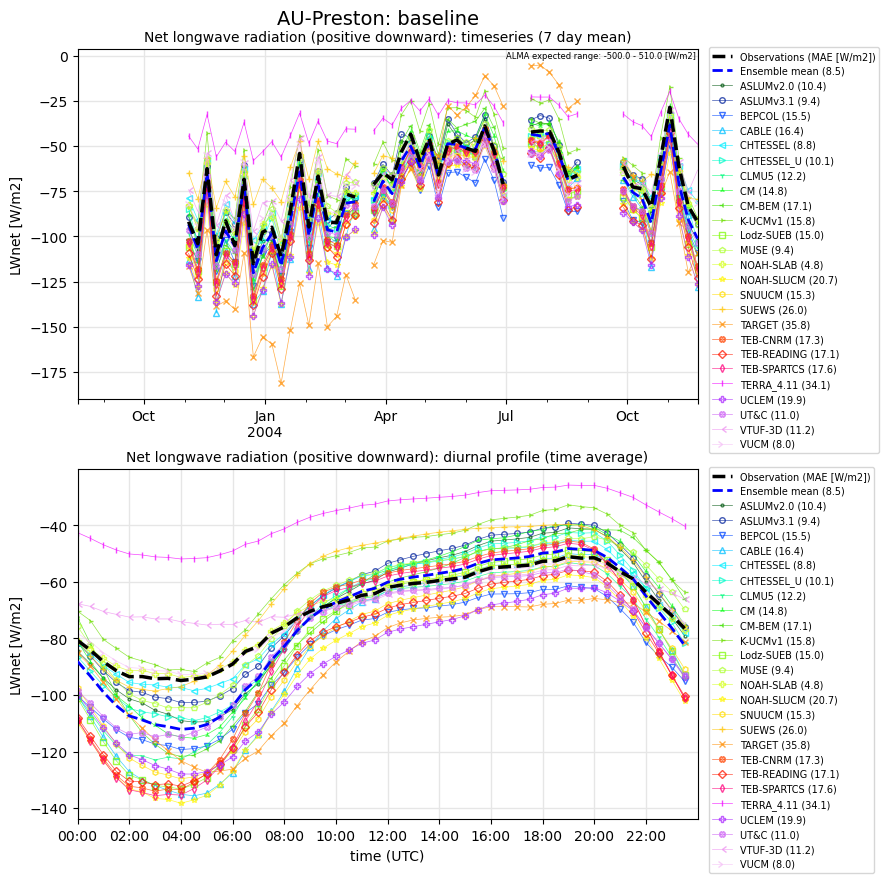 AU-Preston: baseline
Net longwave radiation (positive downward): timeseries (7 day mean)
ALMA expected range: -500.0 - 510.0 [W/m2]
LWnet [W/m2]
0
−25
−50
−75
−100
−125
−150
−175
Oct
Jan
2004
Apr
Jul
Oct
Observations (MAE [W/m2])
Ensemble mean (8.5)
ASLUMv2.0 (10.4)
ASLUMv3.1 (9.4)
BEPCOL (15.5)
CABLE (16.4)
CHTESSEL (8.8)
CHTESSEL_U (10.1)
CLMU5 (12.2)
CM (14.8)
CM-BEM (17.1)
K-UCMv1 (15.8)
Lodz-SUEB (15.0)
MUSE (9.4)
NOAH-SLAB (4.8)
NOAH-SLUCM (20.7)
SNUUCM (15.3)
SUEWS (26.0)
TARGET (35.8)
TEB-CNRM (17.3)
TEB-READING (17.1)
TEB-SPARTCS (17.6)
TERRA_4.11 (34.1)
UCLEM (19.9)
UT&C (11.0)
VTUF-3D (11.2)
VUCM (8.0)
Net longwave radiation (positive downward): diurnal profile (time average)
LWnet [W/m2]
−40
−60
−80
−100
−120
−140
00:00
02:00
04:00
06:00
08:00
10:00
12:00
14:00
16:00
18:00
20:00
22:00
time (UTC)
Observation (MAE [W/m2])
Ensemble mean (8.5)
ASLUMv2.0 (10.4)
ASLUMv3.1 (9.4)
BEPCOL (15.5)
CABLE (16.4)
CHTESSEL (8.8)
CHTESSEL_U (10.1)
CLMU5 (12.2)
CM (14.8)
CM-BEM (17.1)
K-UCMv1 (15.8)
Lodz-SUEB (15.0)
MUSE (9.4)
NOAH-SLAB (4.8)
NOAH-SLUCM (20.7)
SNUUCM (15.3)
SUEWS (26.0)
TARGET (35.8)
TEB-CNRM (17.3)
TEB-READING (17.1)
TEB-SPARTCS (17.6)
TERRA_4.11 (34.1)
UCLEM (19.9)
UT&C (11.0)
VTUF-3D (11.2)
VUCM (8.0)